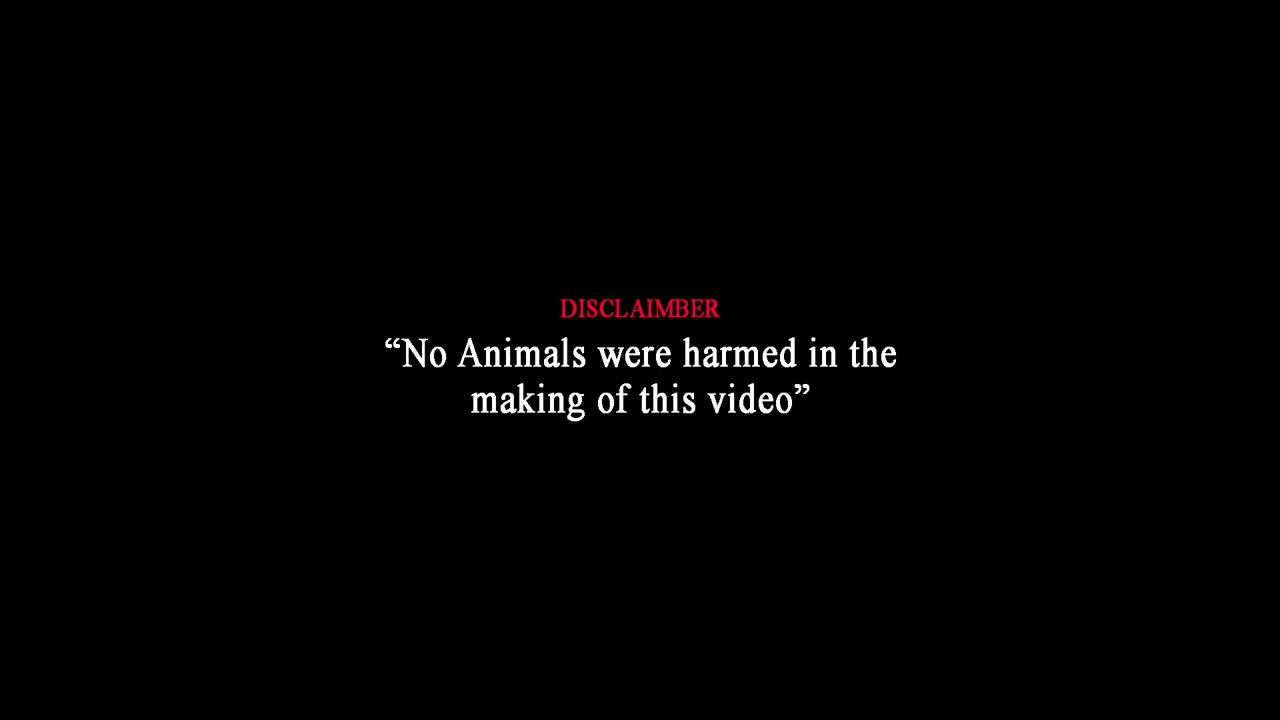 DISCLAIMBER
“No Animals were harmed in the
making of this video”